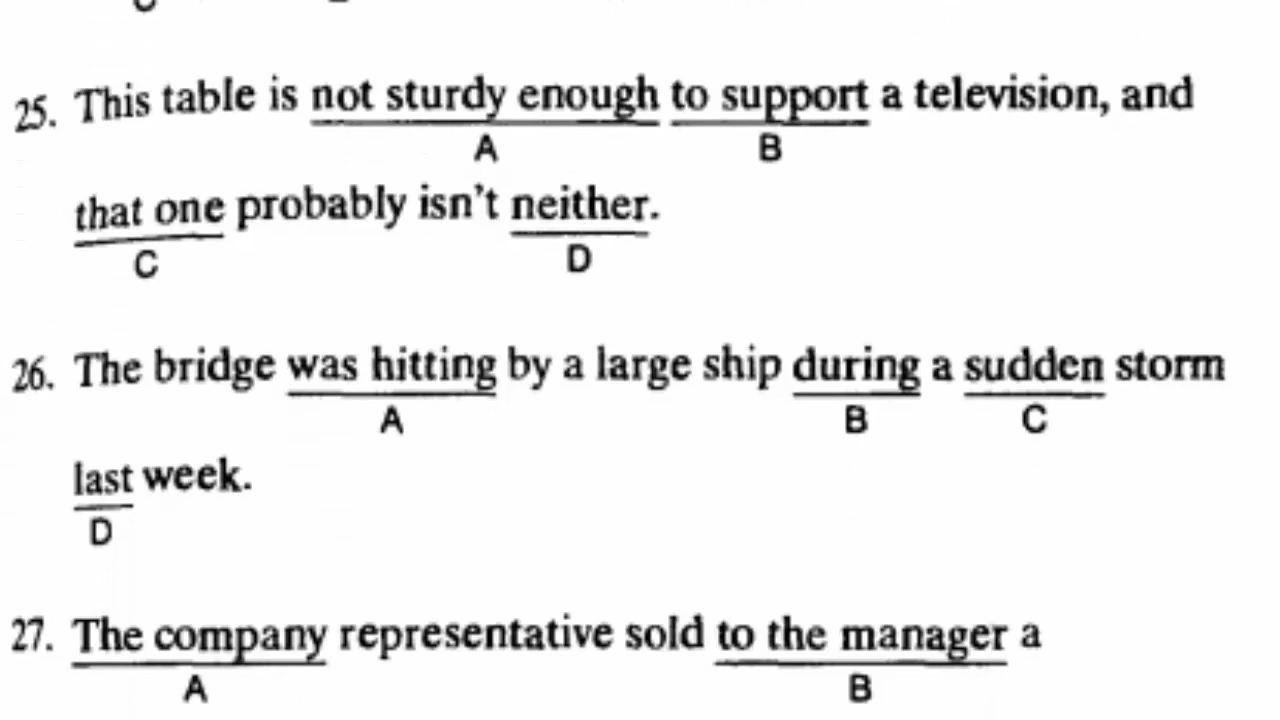 25. This table is not sturdy enough to support a television, and
A B
that one probably isn't neither.
C D
26. The bridge was hitting by a large ship during a sudden storm
A B C
last week.
D
27. The company representative sold to the manager a
A B